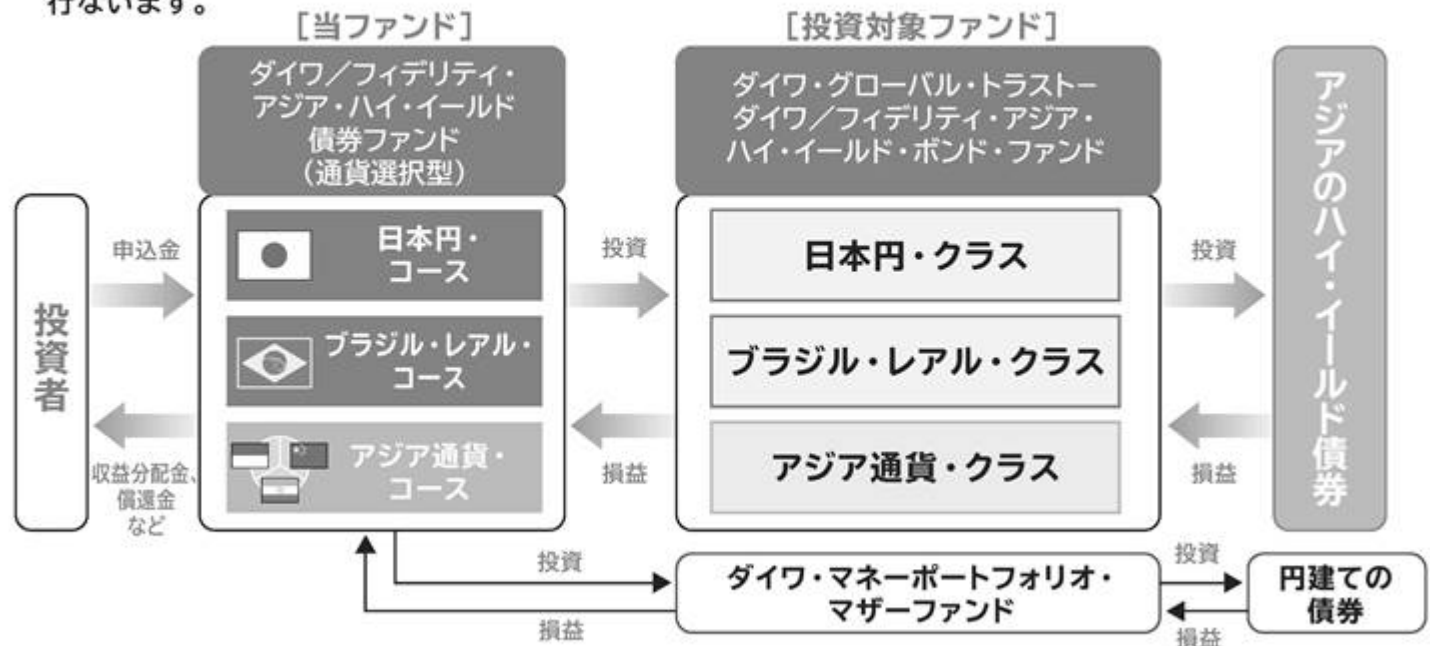 行ないます。
［当ファンド］
［投資対象ファンド］
ダイワ／フィデリティ・
アジア・ハイ・イールド
債券ファンド
（通貨選択型）
ダイワ・グローバル・トラストー
ダイワ／フィデリティ・アジア・
ハイ・イールド・ボンド・ファンド
アジアのハイ・イールド債券
投資者
申込金
収益分配金、
償還金
など
日本円・
コース
ブラジル・レアル・
コース
アジア通貨・
コース
投資
損益
日本円・クラス
ブラジル・レアル・クラス
アジア通貨・クラス
投資
損益
投資
損益
ダイワ・マネーポートフォリオ・
マザーファンド
投資
損益
円建ての
債券